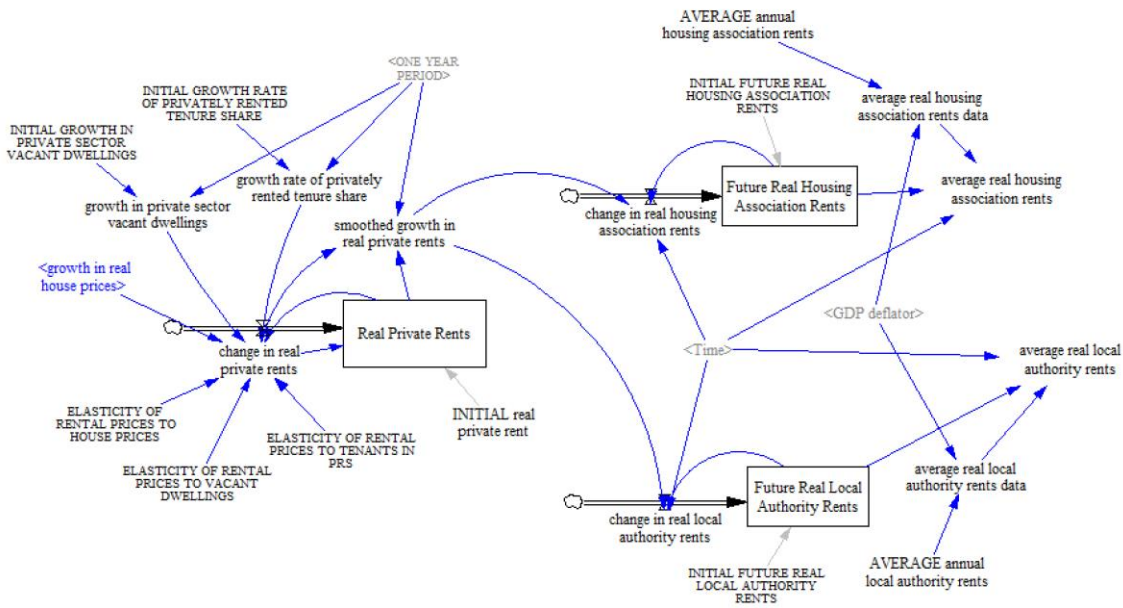 AVERAGE annual
housing association rents
<ONE YEAR
PERIOD>
INITIAL GROWTH RATE
OF PRIVATELY RENTED
TENURE SHARE
INITIAL FUTURE REAL
HOUSING ASSOCIATION
RENTS
average real housing
association rents data
INITIAL GROWTH IN
PRIVATE SECTOR
VACANT DWELLINGS
growth rate of privately
rented tenure share
growth in private sector
vacant dwellings
smoothed growth in
real private rents
change in real housing
association rents
Future Real Housing
Association Rents
average real housing
association rents
<growth in real
house prices>
Real Private Rents
change in real
private rents
<GDP deflator>
<Time>
average real local
authority rents
ELASTICITY OF
RENTAL PRICES TO
HOUSE PRICES
ELASTICITY OF RENTAL
PRICES TO VACANT
DWELLINGS
ELASTICITY OF RENTAL
PRICES TO TENANTS IN
PRS
INITIAL real
private rent
average real local
authority rents data
Future Real Local
Authority Rents
change in real local
authority rents
INITIAL FUTURE REAL
LOCAL AUTHORITY
RENTS
AVERAGE annual
local authority rents